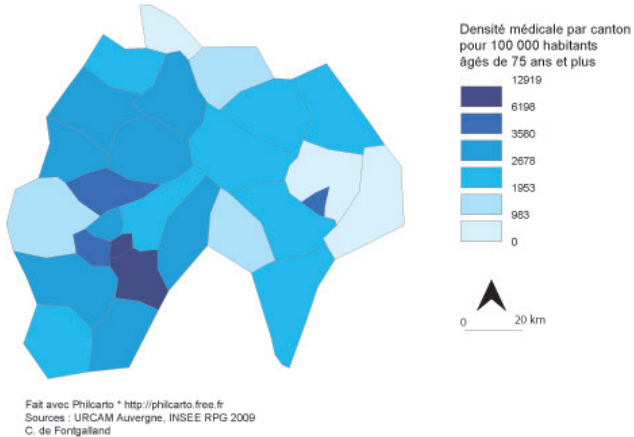 Densité médicale par canton
pour 100 000 habitants
âgés de 75 ans et plus
12919
6198
3580
2678
1953
983
0
0 20 km
Fait avec Philcarto * http://philcarto.free.fr
Sources : URCAM Auvergne, INSEE RPG 2009
C. de Fontgalland